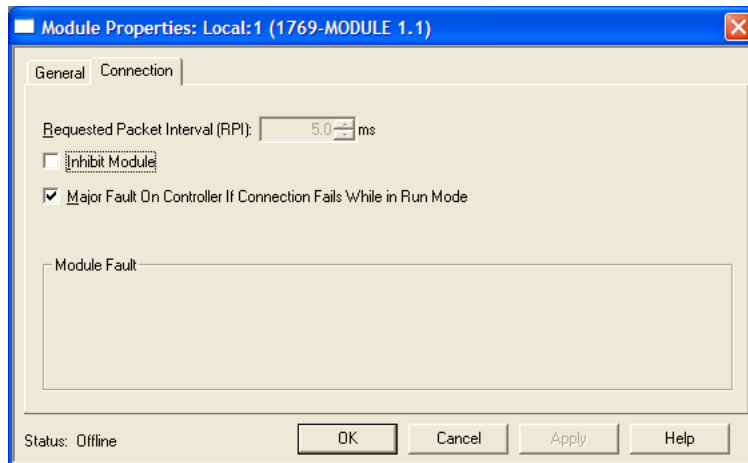 Module Properties: Local:1 (1769-MODULE 1.1)
General Connection
Requested Packet Interval (RPI): 5.0 ms
Inhibit Module
Major Fault On Controller If Connection Fails While in Run Mode
Module Fault
Status: Offline OK Cancel Apply Help